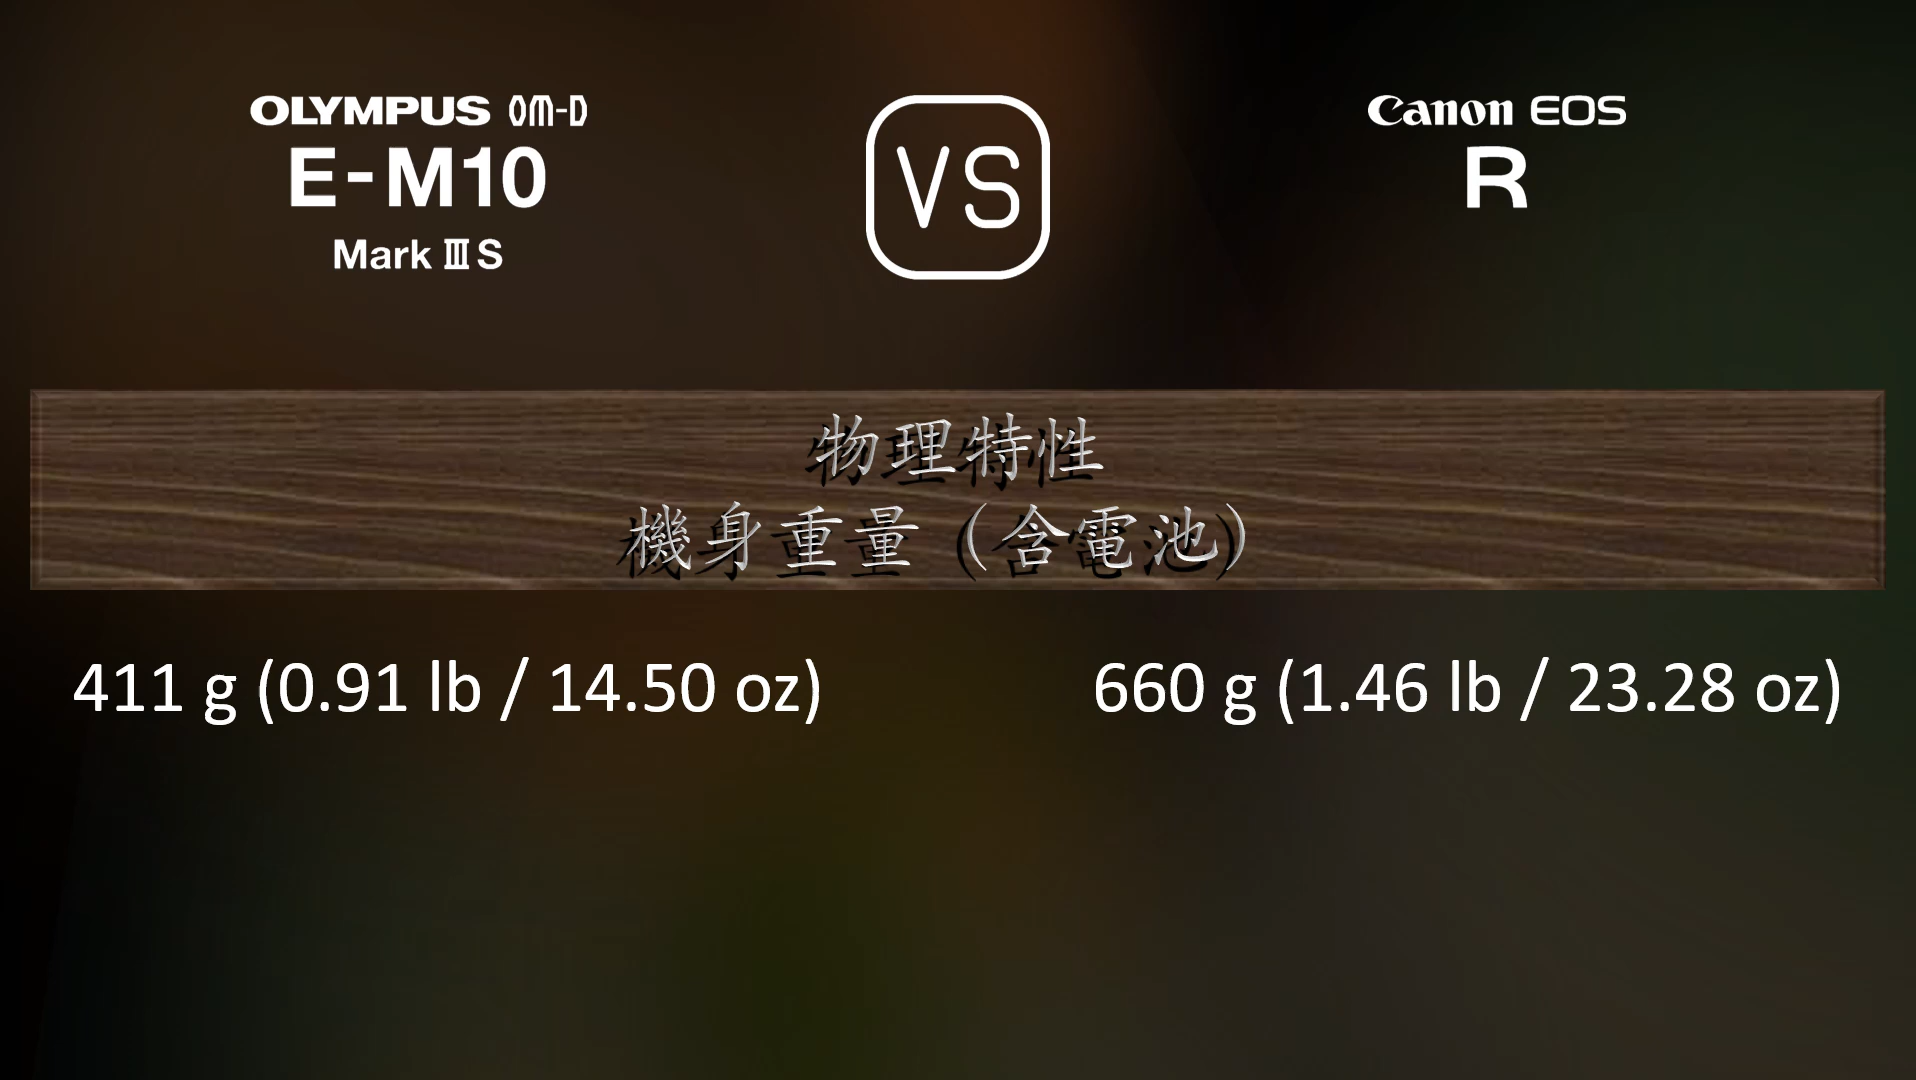 OLYMPUS OM-D
E-M10
Mark III S
VS
Canon EOS
R
物理特性
機身重量（含電池）
411 g (0.91 lb / 14.50 oz)
660 g (1.46 lb / 23.28 oz)